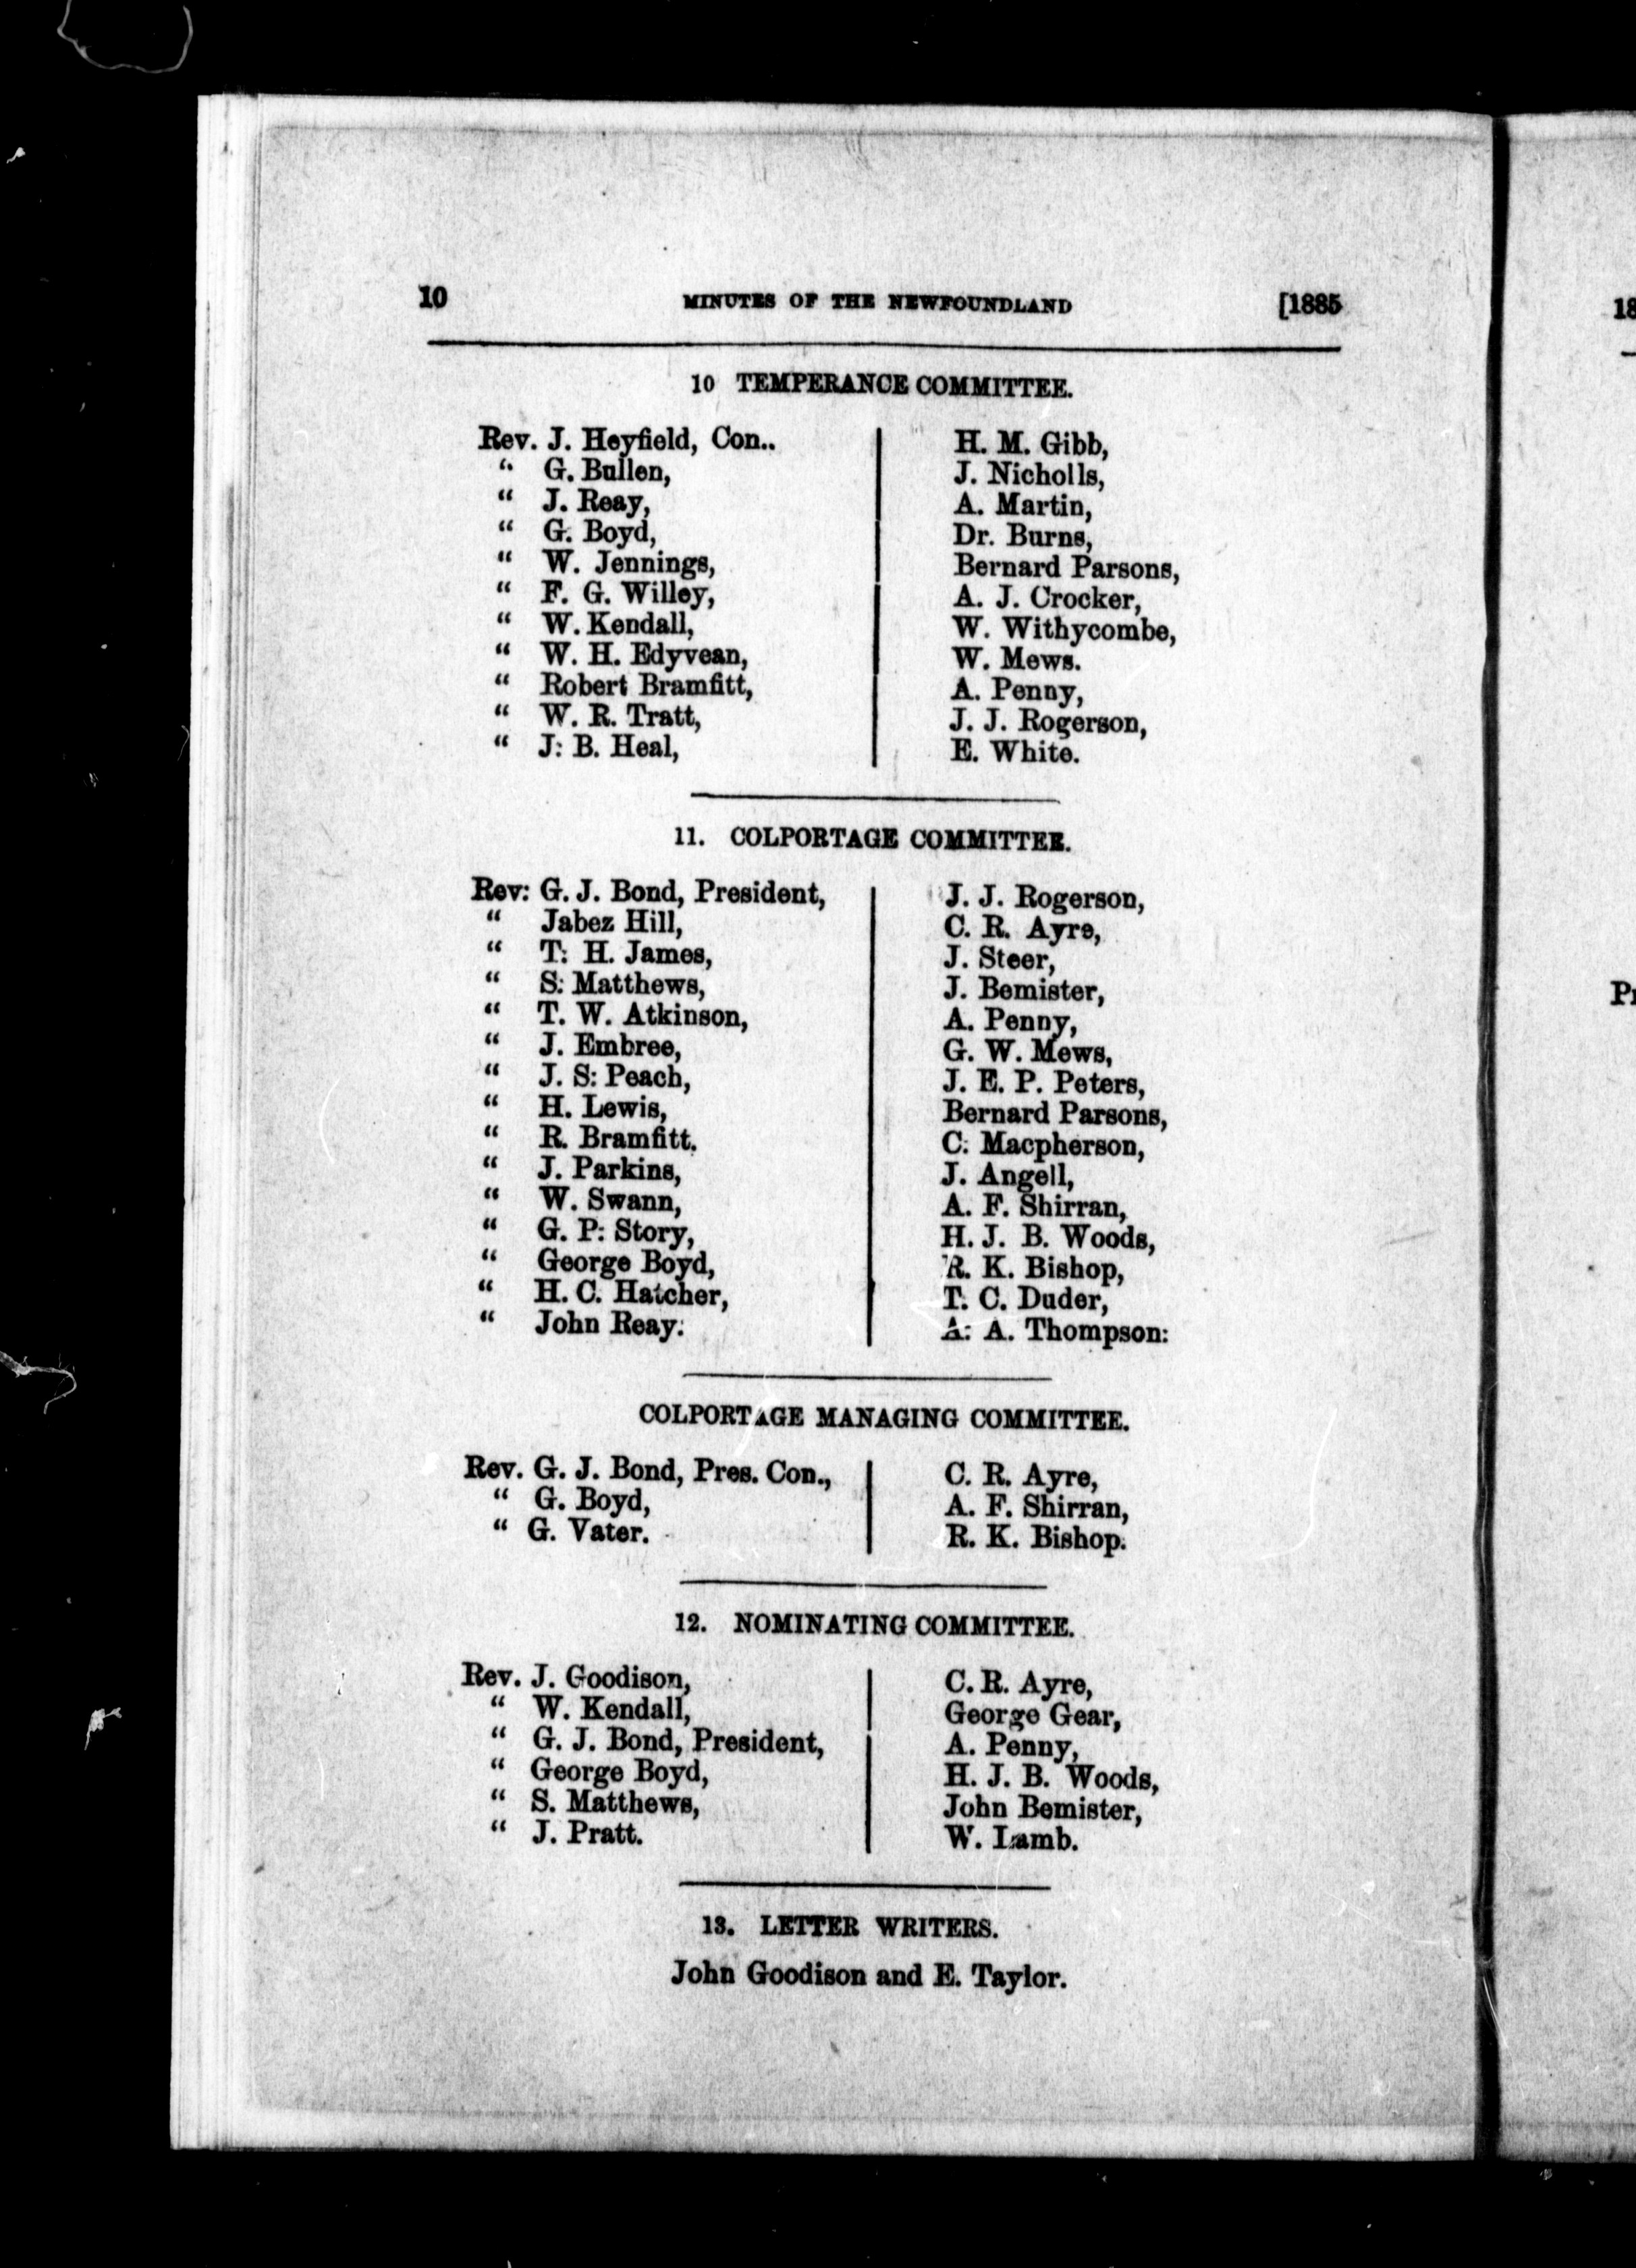 10 MINUTES OF THE NEWFOUNDLAND [1885
10 TEMPERANCE COMMITTEE.
Rev. J. Heyfield, Con..
“ G. Bullen,
“ J. Reay,
“ G. Boyd,
“ W. Jennings,
“ F. G. Willey,
“ W. Kendall,
“ W. H. Edyvean,
“ Robert Bramfitt,
“ W. R. Tratt,
“ J: B. Heal,
H. M. Gibb,
J. Nicholls,
A. Martin,
Dr. Burns,
Bernard Parsons,
A. J. Crocker,
W. Withycombe,
W. Mews.
A. Penny,
J. J. Rogerson,
E. White.
11. COLPORTAGE COMMITTEE.
Rev: G. J. Bond, President,
“ Jabez Hill,
“ T: H. James,
“ S: Matthews,
“ T. W. Atkinson,
“ J. Embree,
“ J. S: Peach,
“ H. Lewis,
“ R. Bramfitt.
“ J. Parkins,
“ W. Swann,
“ G. P: Story,
“ George Boyd,
“ H. C. Hatcher,
“ John Reay:
J. J. Rogerson,
C. R. Ayre,
J. Steer,
J. Bemister,
A. Penny,
G. W. Mews,
J. E. P. Peters,
Bernard Parsons,
C: Macpherson,
J. Angell,
A. F. Shirran,
H. J. B. Woods,
R. K. Bishop,
T. C. Duder,
A: A. Thompson:
COLPORTAGE MANAGING COMMITTEE.
Rev. G. J. Bond, Pres. Con.,
“ G. Boyd,
“ G. Vater.
C. R. Ayre,
A. F. Shirran,
R. K. Bishop.
12. NOMINATING COMMITTEE.
Rev. J. Goodison,
“ W. Kendall,
“ G. J. Bond, President,
“ George Boyd,
“ S. Matthews,
“ J. Pratt.
C. R. Ayre,
George Gear,
A. Penny,
H. J. B. Woods,
John Bemister,
W. Lamb.
13. LETTER WRITERS.
John Goodison and E. Taylor.